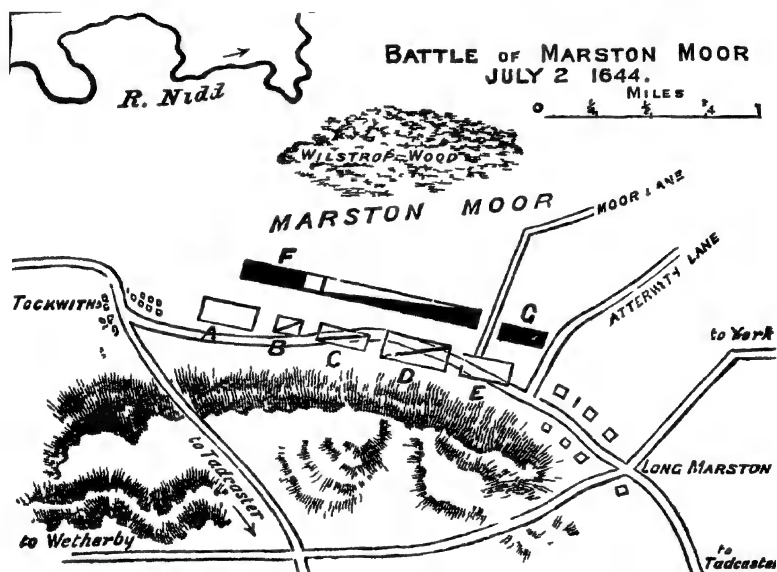 BATTLE OF MARSTON MOOR
JULY 2 1644.
MILES
0 ¼ ½ ¾ 1
R. Nidd
WILSTROP WOOD
MARSTON MOOR
MOOR LANE
ATTERWITH LANE
F
G
TOCKWITH
A
B
C
D
E
to York
to Tadcaster
LONG MARSTON
to Wetherby
to
Tadcaster